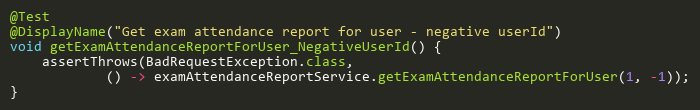 @Test
@DisplayName("Get exam attendance report for user - negative userId")
void getExamAttendanceReportForUser_NegativeUserId() {
    assertThrows(BadRequestException.class,
            () -> examAttendanceReportService.getExamAttendanceReportForUser(1, -1));
}